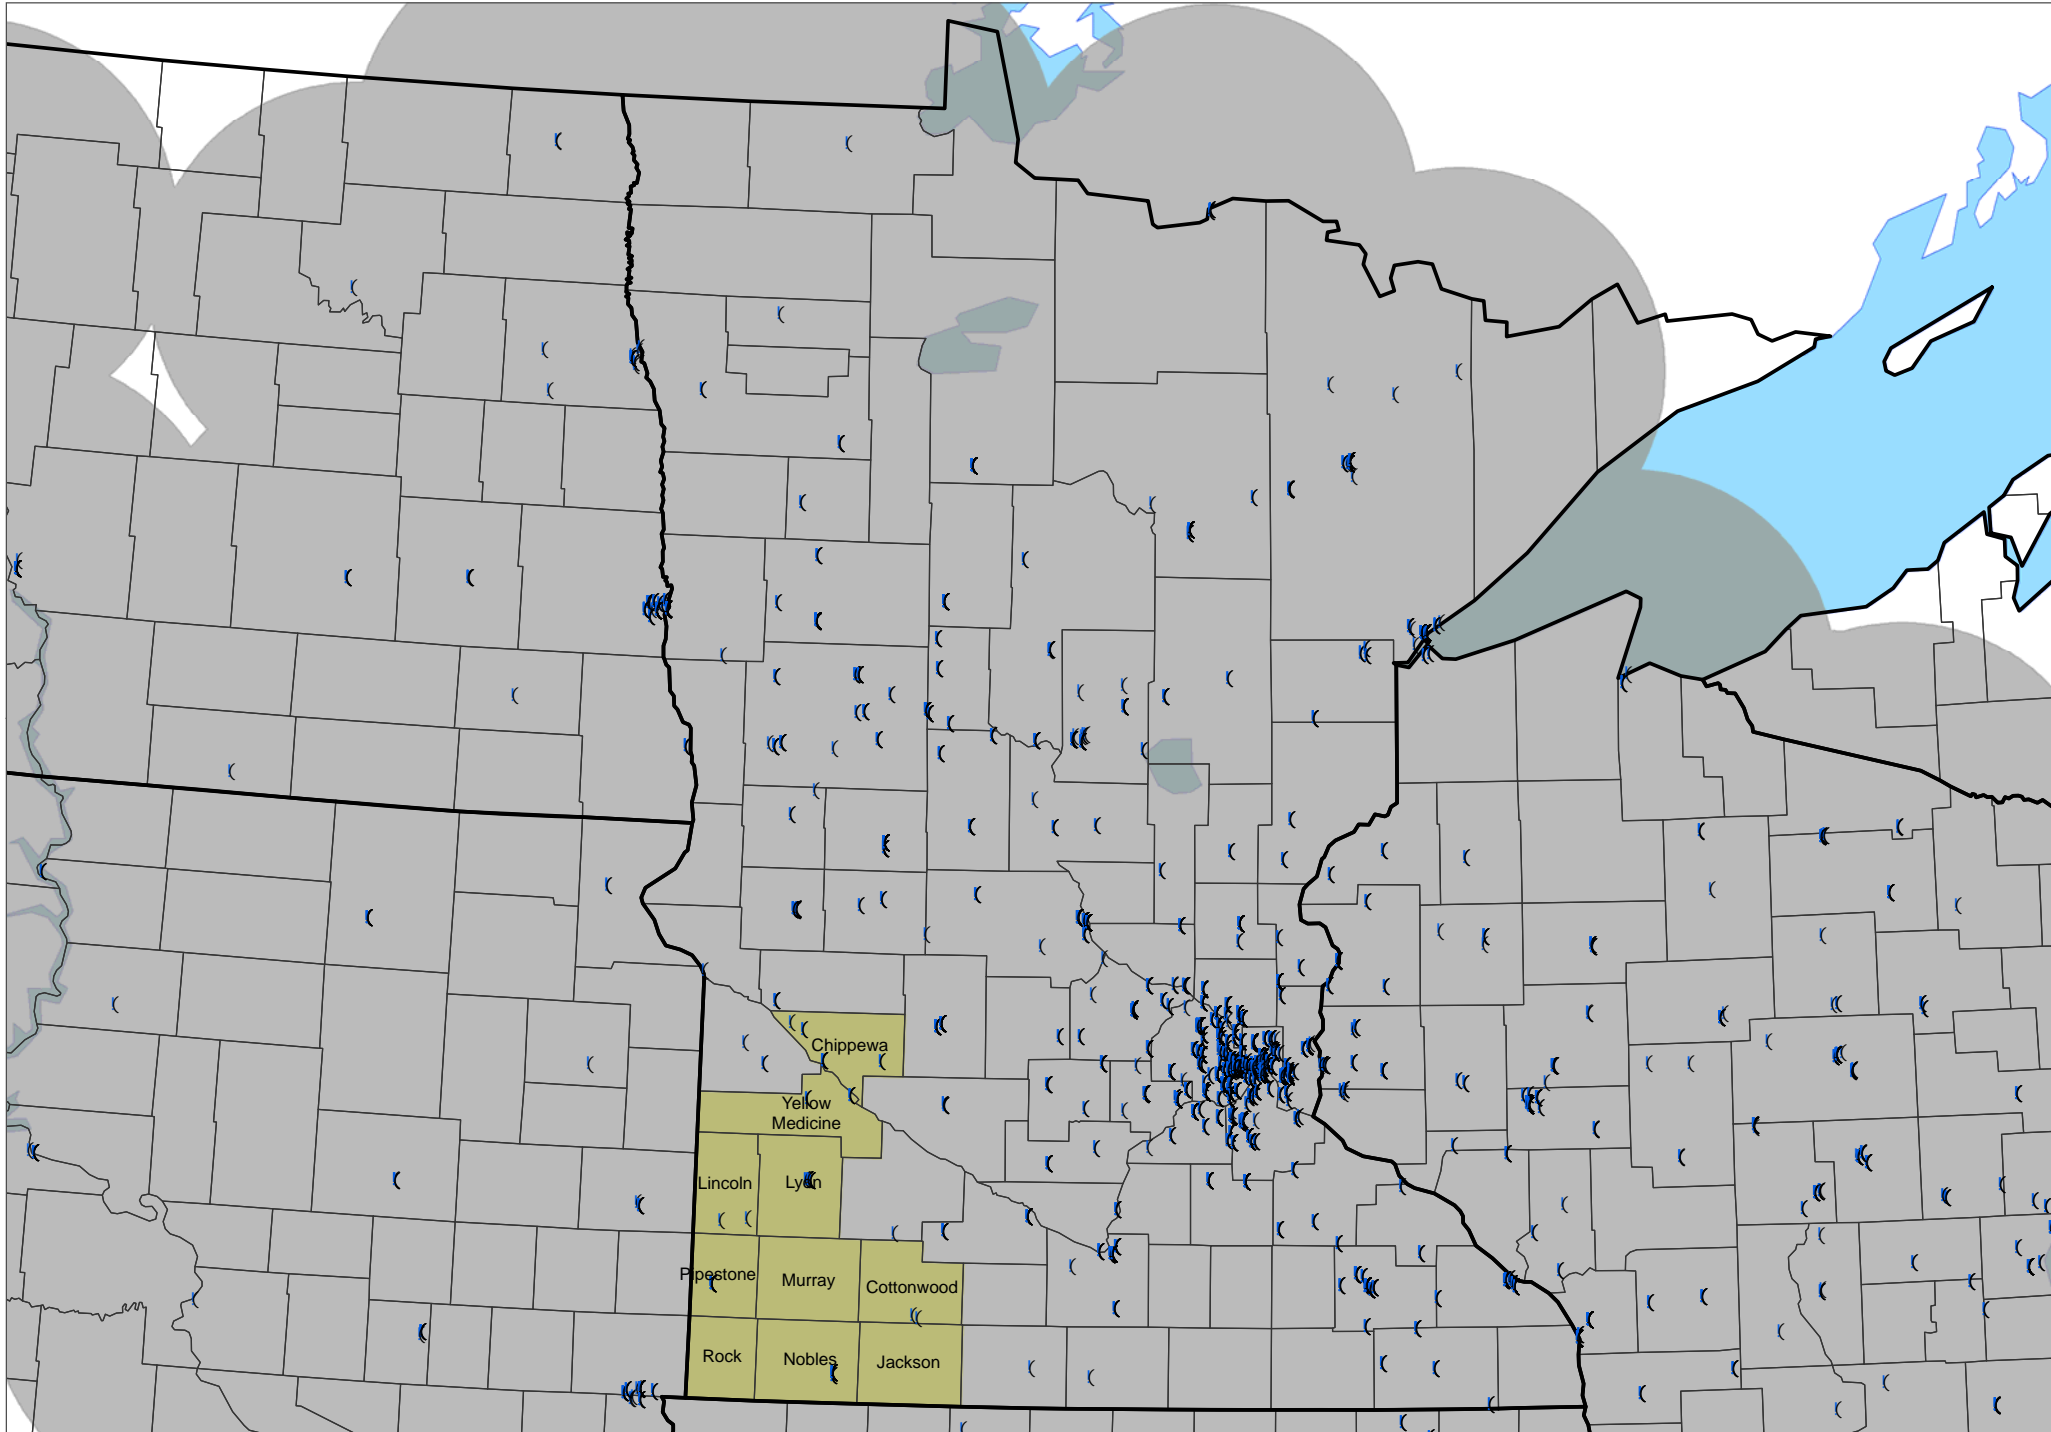 Chippewa
Yellow
Medicine
Lincoln
Lyon
Pipestone
Murray
Cottonwood
Rock
Nobles
Jackson